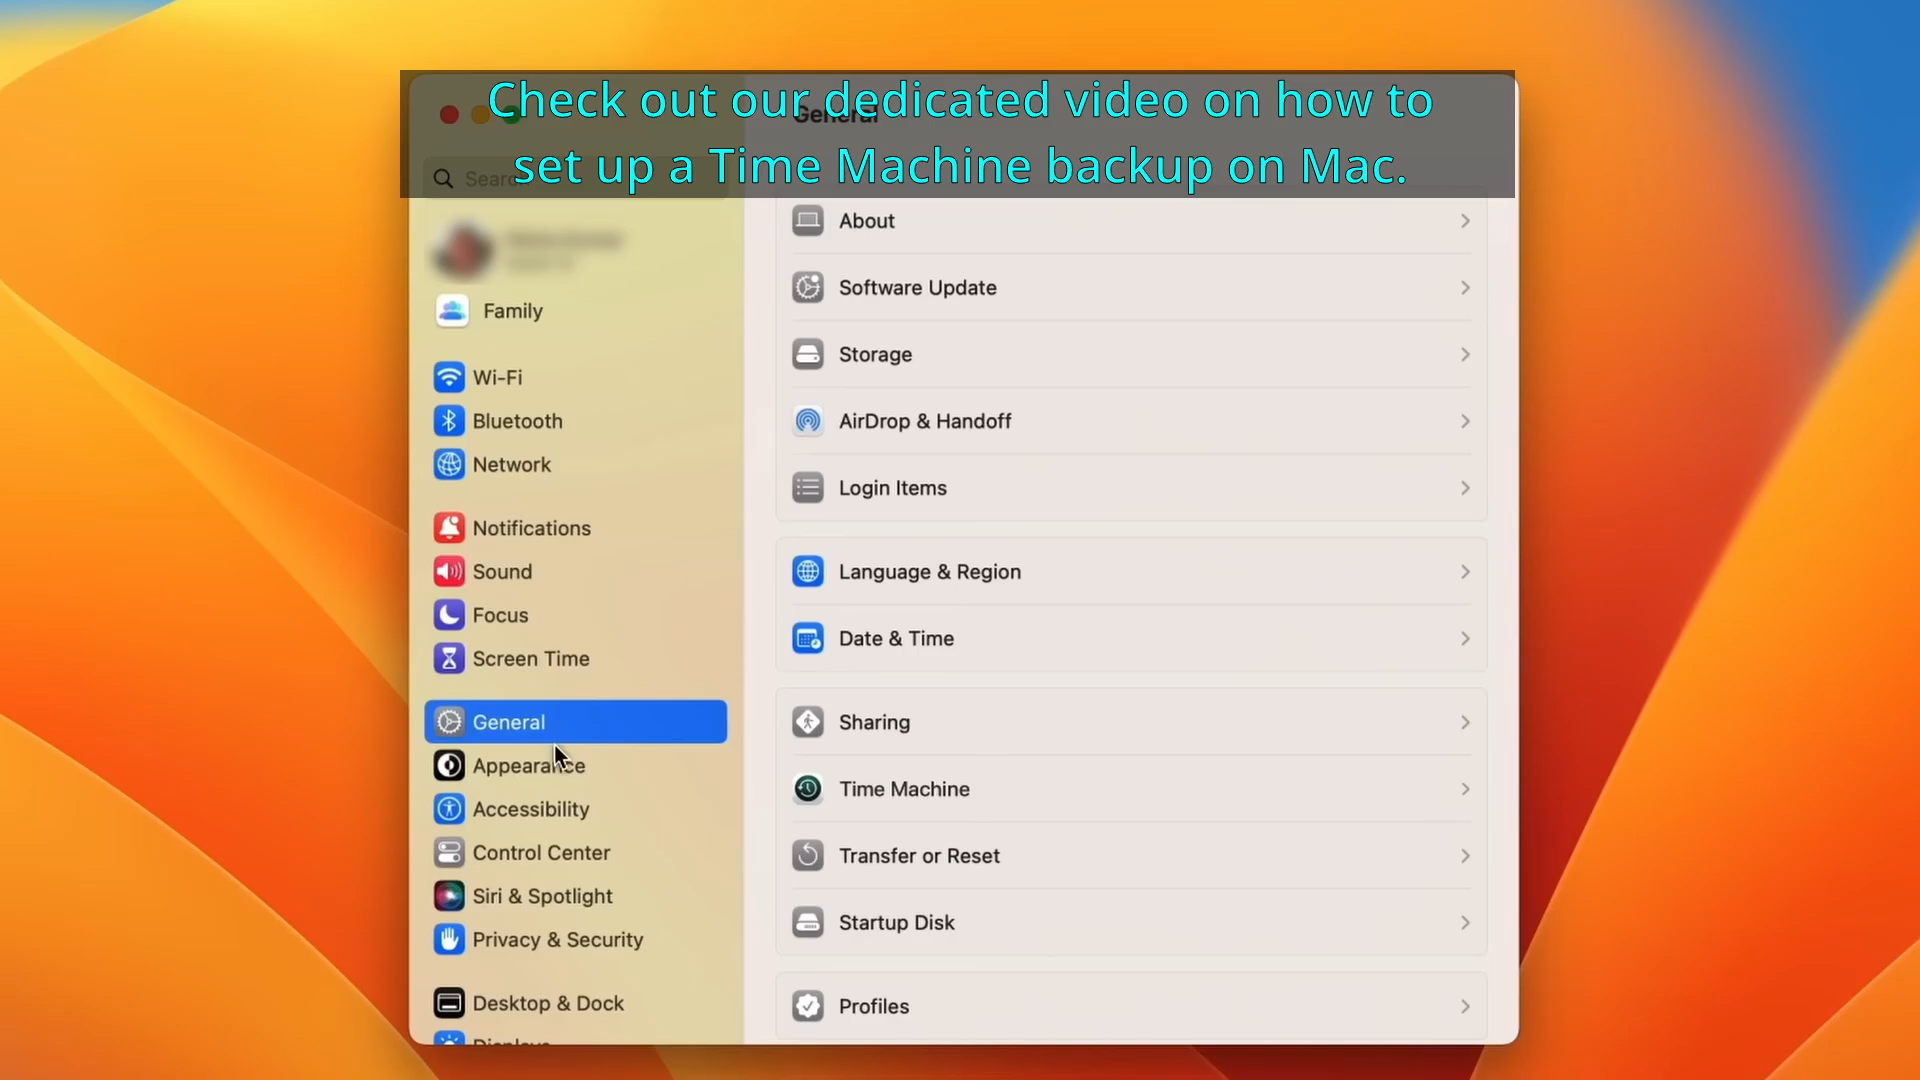 Check out our dedicated video on how to
set up a Time Machine backup on Mac.
General
Search
Family
Wi-Fi
Bluetooth
Network
Notifications
Sound
Focus
Screen Time
General
Appearance
Accessibility
Control Center
Siri & Spotlight
Privacy & Security
Desktop & Dock
Displays
About
Software Update
Storage
AirDrop & Handoff
Login Items
Language & Region
Date & Time
Sharing
Time Machine
Transfer or Reset
Startup Disk
Profiles